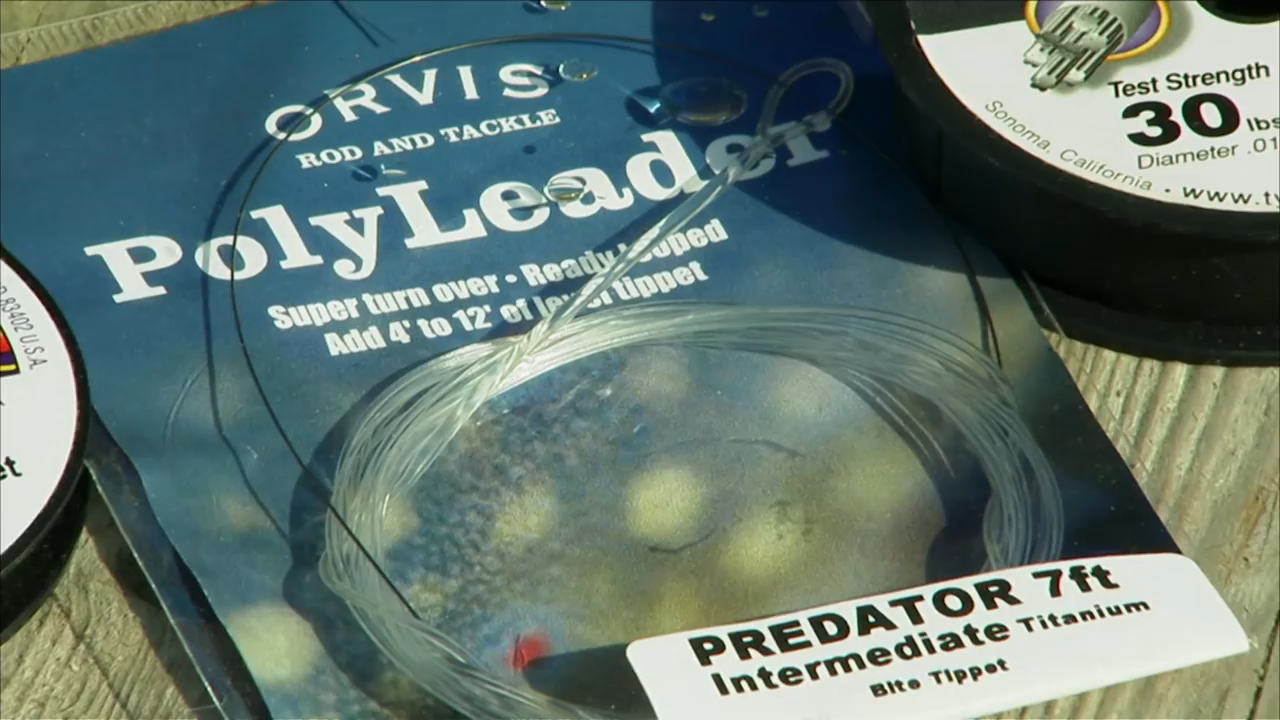 ORVIS
ROD AND TACKLE
PolyLeader
Super turn over • Ready Looped
Add 4' to 12' of level tippet
PREDATOR 7ft
Intermediate Titanium
Bite Tippet
Test Strength
30 lbs
Diameter .01
Sonoma, California • www.ty
83402 U.S.A.